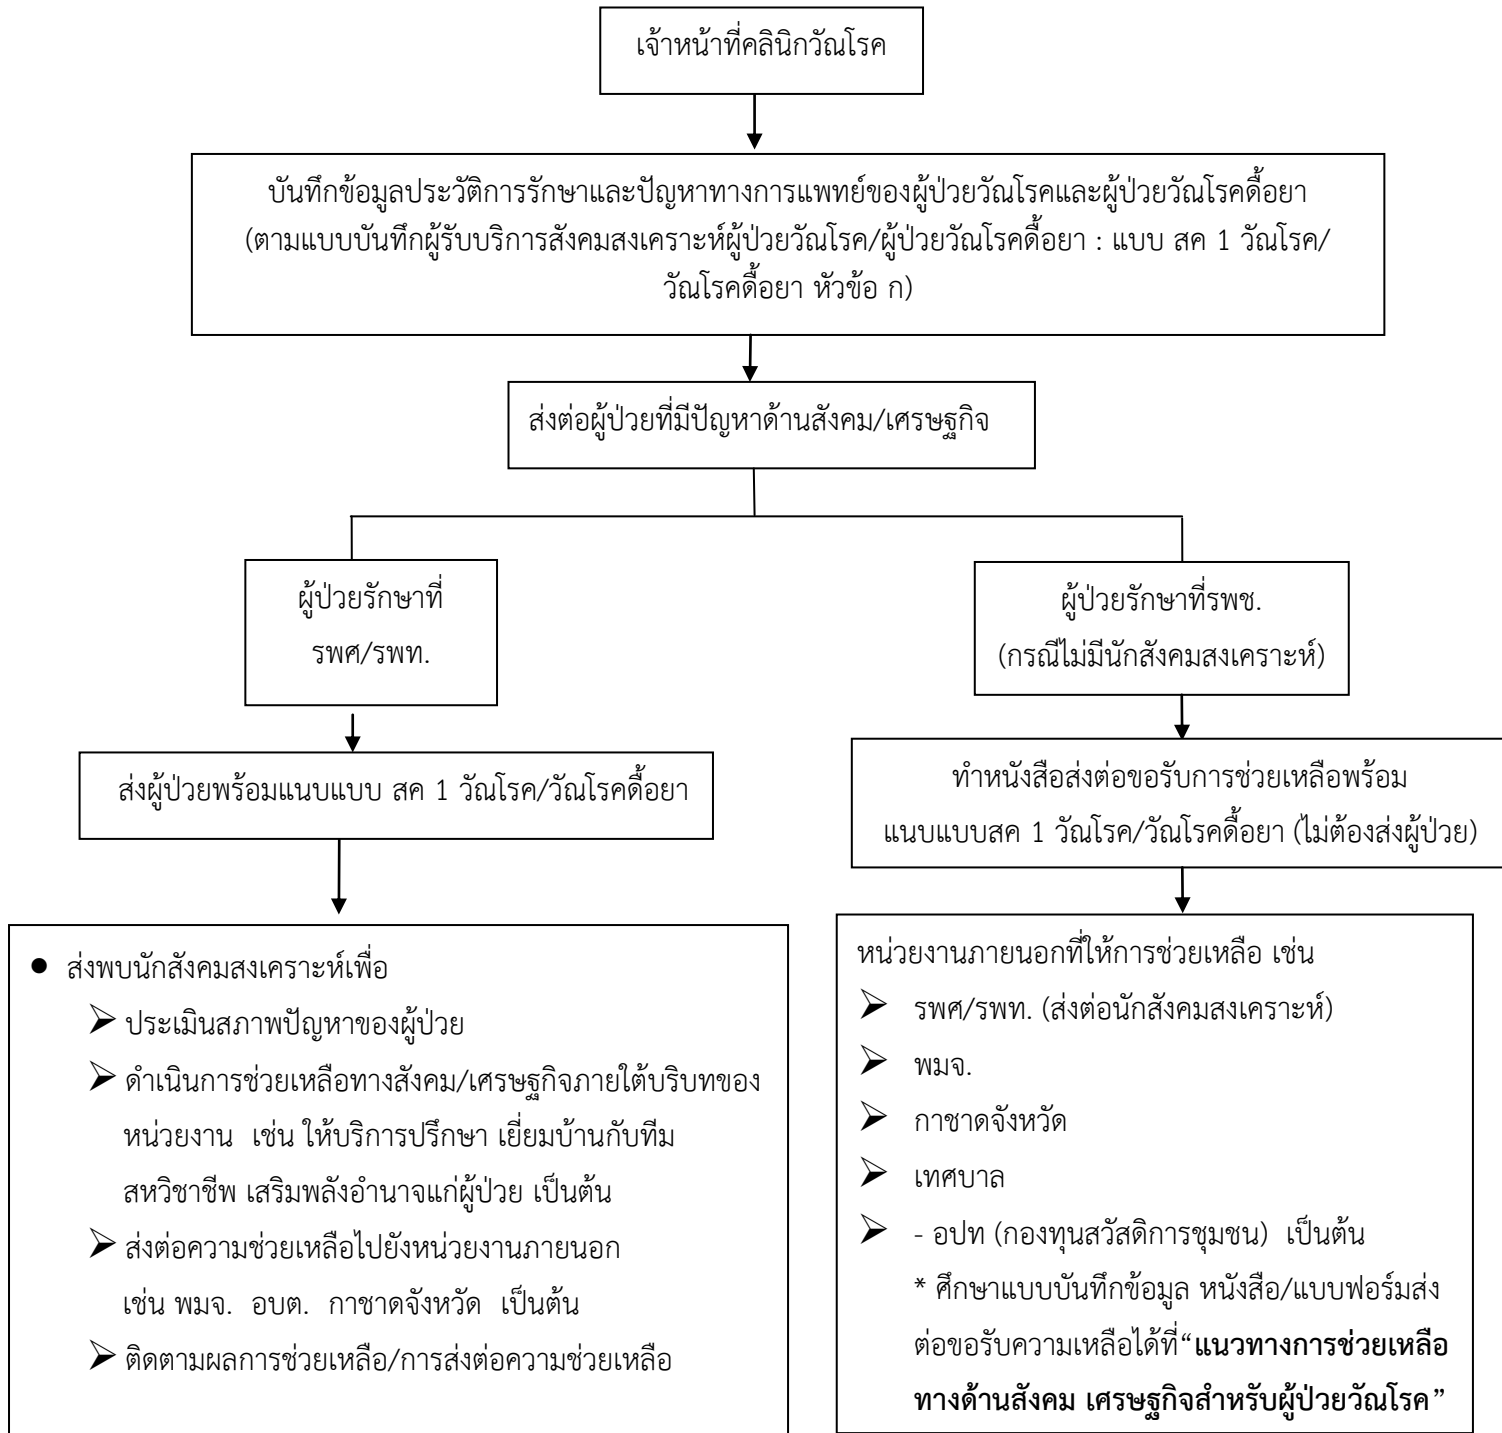 เจ้าหน้าที่คลินิกวัณโรค
บันทึกข้อมูลประวัติการรักษาและปัญหาทางการแพทย์ของผู้ป่วยวัณโรคและผู้ป่วยวัณโรคดื้อยา
(ตามแบบบันทึกผู้รับบริการสังคมสงเคราะห์ผู้ป่วยวัณโรค/ผู้ป่วยวัณโรคดื้อยา : แบบ สค 1 วัณโรค/
วัณโรคดื้อยา หัวข้อ ก)
ส่งต่อผู้ป่วยที่มีปัญหาด้านสังคม/เศรษฐกิจ
ผู้ป่วยรักษาที่
รพศ/รพท.
ส่งผู้ป่วยพร้อมแนบแบบ สค 1 วัณโรค/วัณโรคดื้อยา
● ส่งพบนักสังคมสงเคราะห์เพื่อ
➢ ประเมินสภาพปัญหาของผู้ป่วย
➢ ดำเนินการช่วยเหลือทางสังคม/เศรษฐกิจภายใต้บริบทของ
หน่วยงาน เช่น ให้บริการปรึกษา เยี่ยมบ้านกับทีม
สหวิชาชีพ เสริมพลังอำนาจแก่ผู้ป่วย เป็นต้น
➢ ส่งต่อความช่วยเหลือไปยังหน่วยงานภายนอก
เช่น พมจ. อบต. กาชาดจังหวัด เป็นต้น
➢ ติดตามผลการช่วยเหลือ/การส่งต่อความช่วยเหลือ
ผู้ป่วยรักษาที่รพช.
(กรณีไม่มีนักสังคมสงเคราะห์)
ทำหนังสือส่งต่อขอรับการช่วยเหลือพร้อม
แนบแบบสค 1 วัณโรค/วัณโรคดื้อยา (ไม่ต้องส่งผู้ป่วย)
หน่วยงานภายนอกที่ให้การช่วยเหลือ เช่น
➢ รพศ/รพท. (ส่งต่อนักสังคมสงเคราะห์)
➢ พมจ.
➢ กาชาดจังหวัด
➢ เทศบาล
➢ - อปท (กองทุนสวัสดิการชุมชน) เป็นต้น
* ศึกษาแบบบันทึกข้อมูล หนังสือ/แบบฟอร์มส่ง
ต่อขอรับความเหลือได้ที่“แนวทางการช่วยเหลือ
ทางด้านสังคม เศรษฐกิจสำหรับผู้ป่วยวัณโรค”